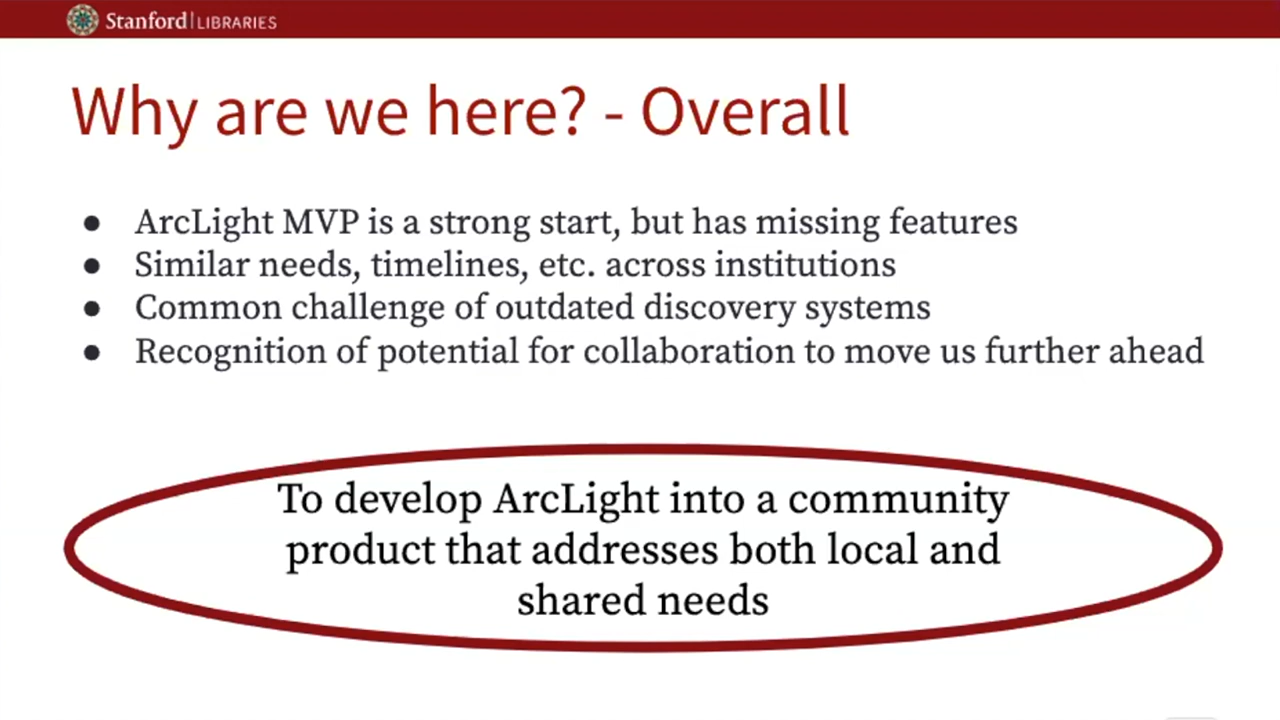 Stanford | LIBRARIES
Why are we here? - Overall
● ArcLight MVP is a strong start, but has missing features
● Similar needs, timelines, etc. across institutions
● Common challenge of outdated discovery systems
● Recognition of potential for collaboration to move us further ahead
To develop ArcLight into a community
product that addresses both local and
shared needs